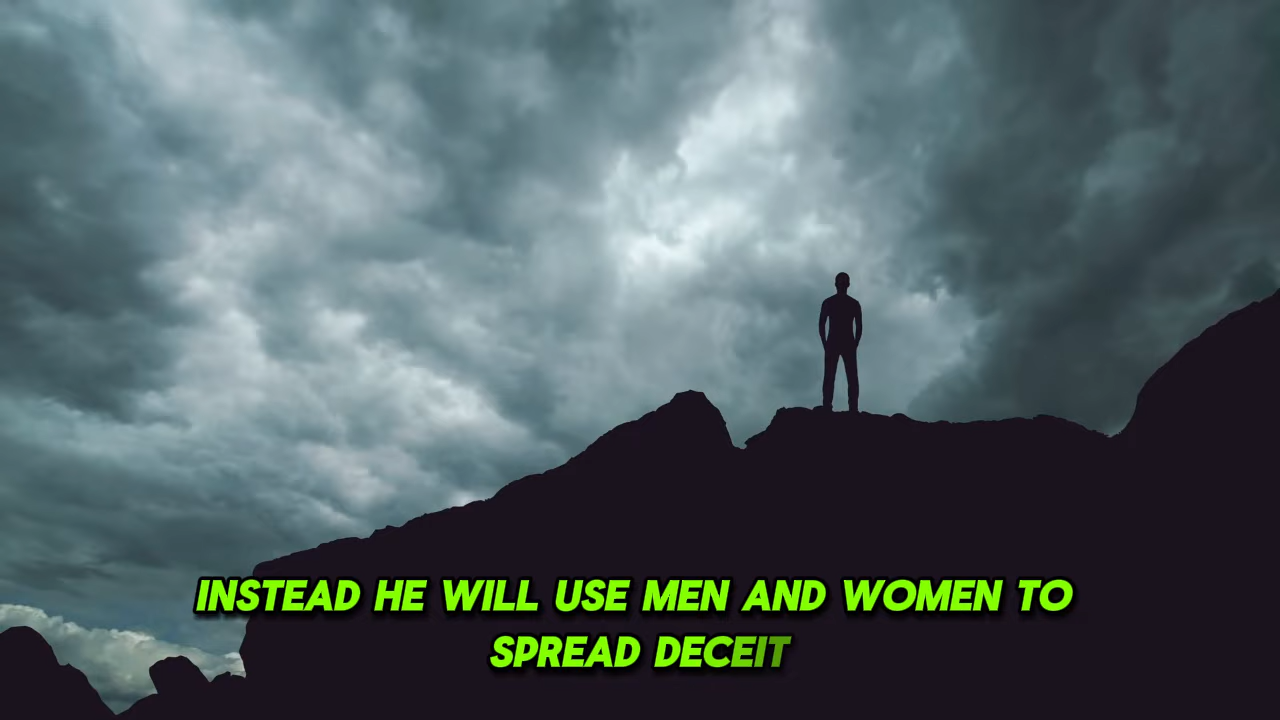 INSTEAD HE WILL USE MEN AND WOMEN TO
SPREAD DECEIT